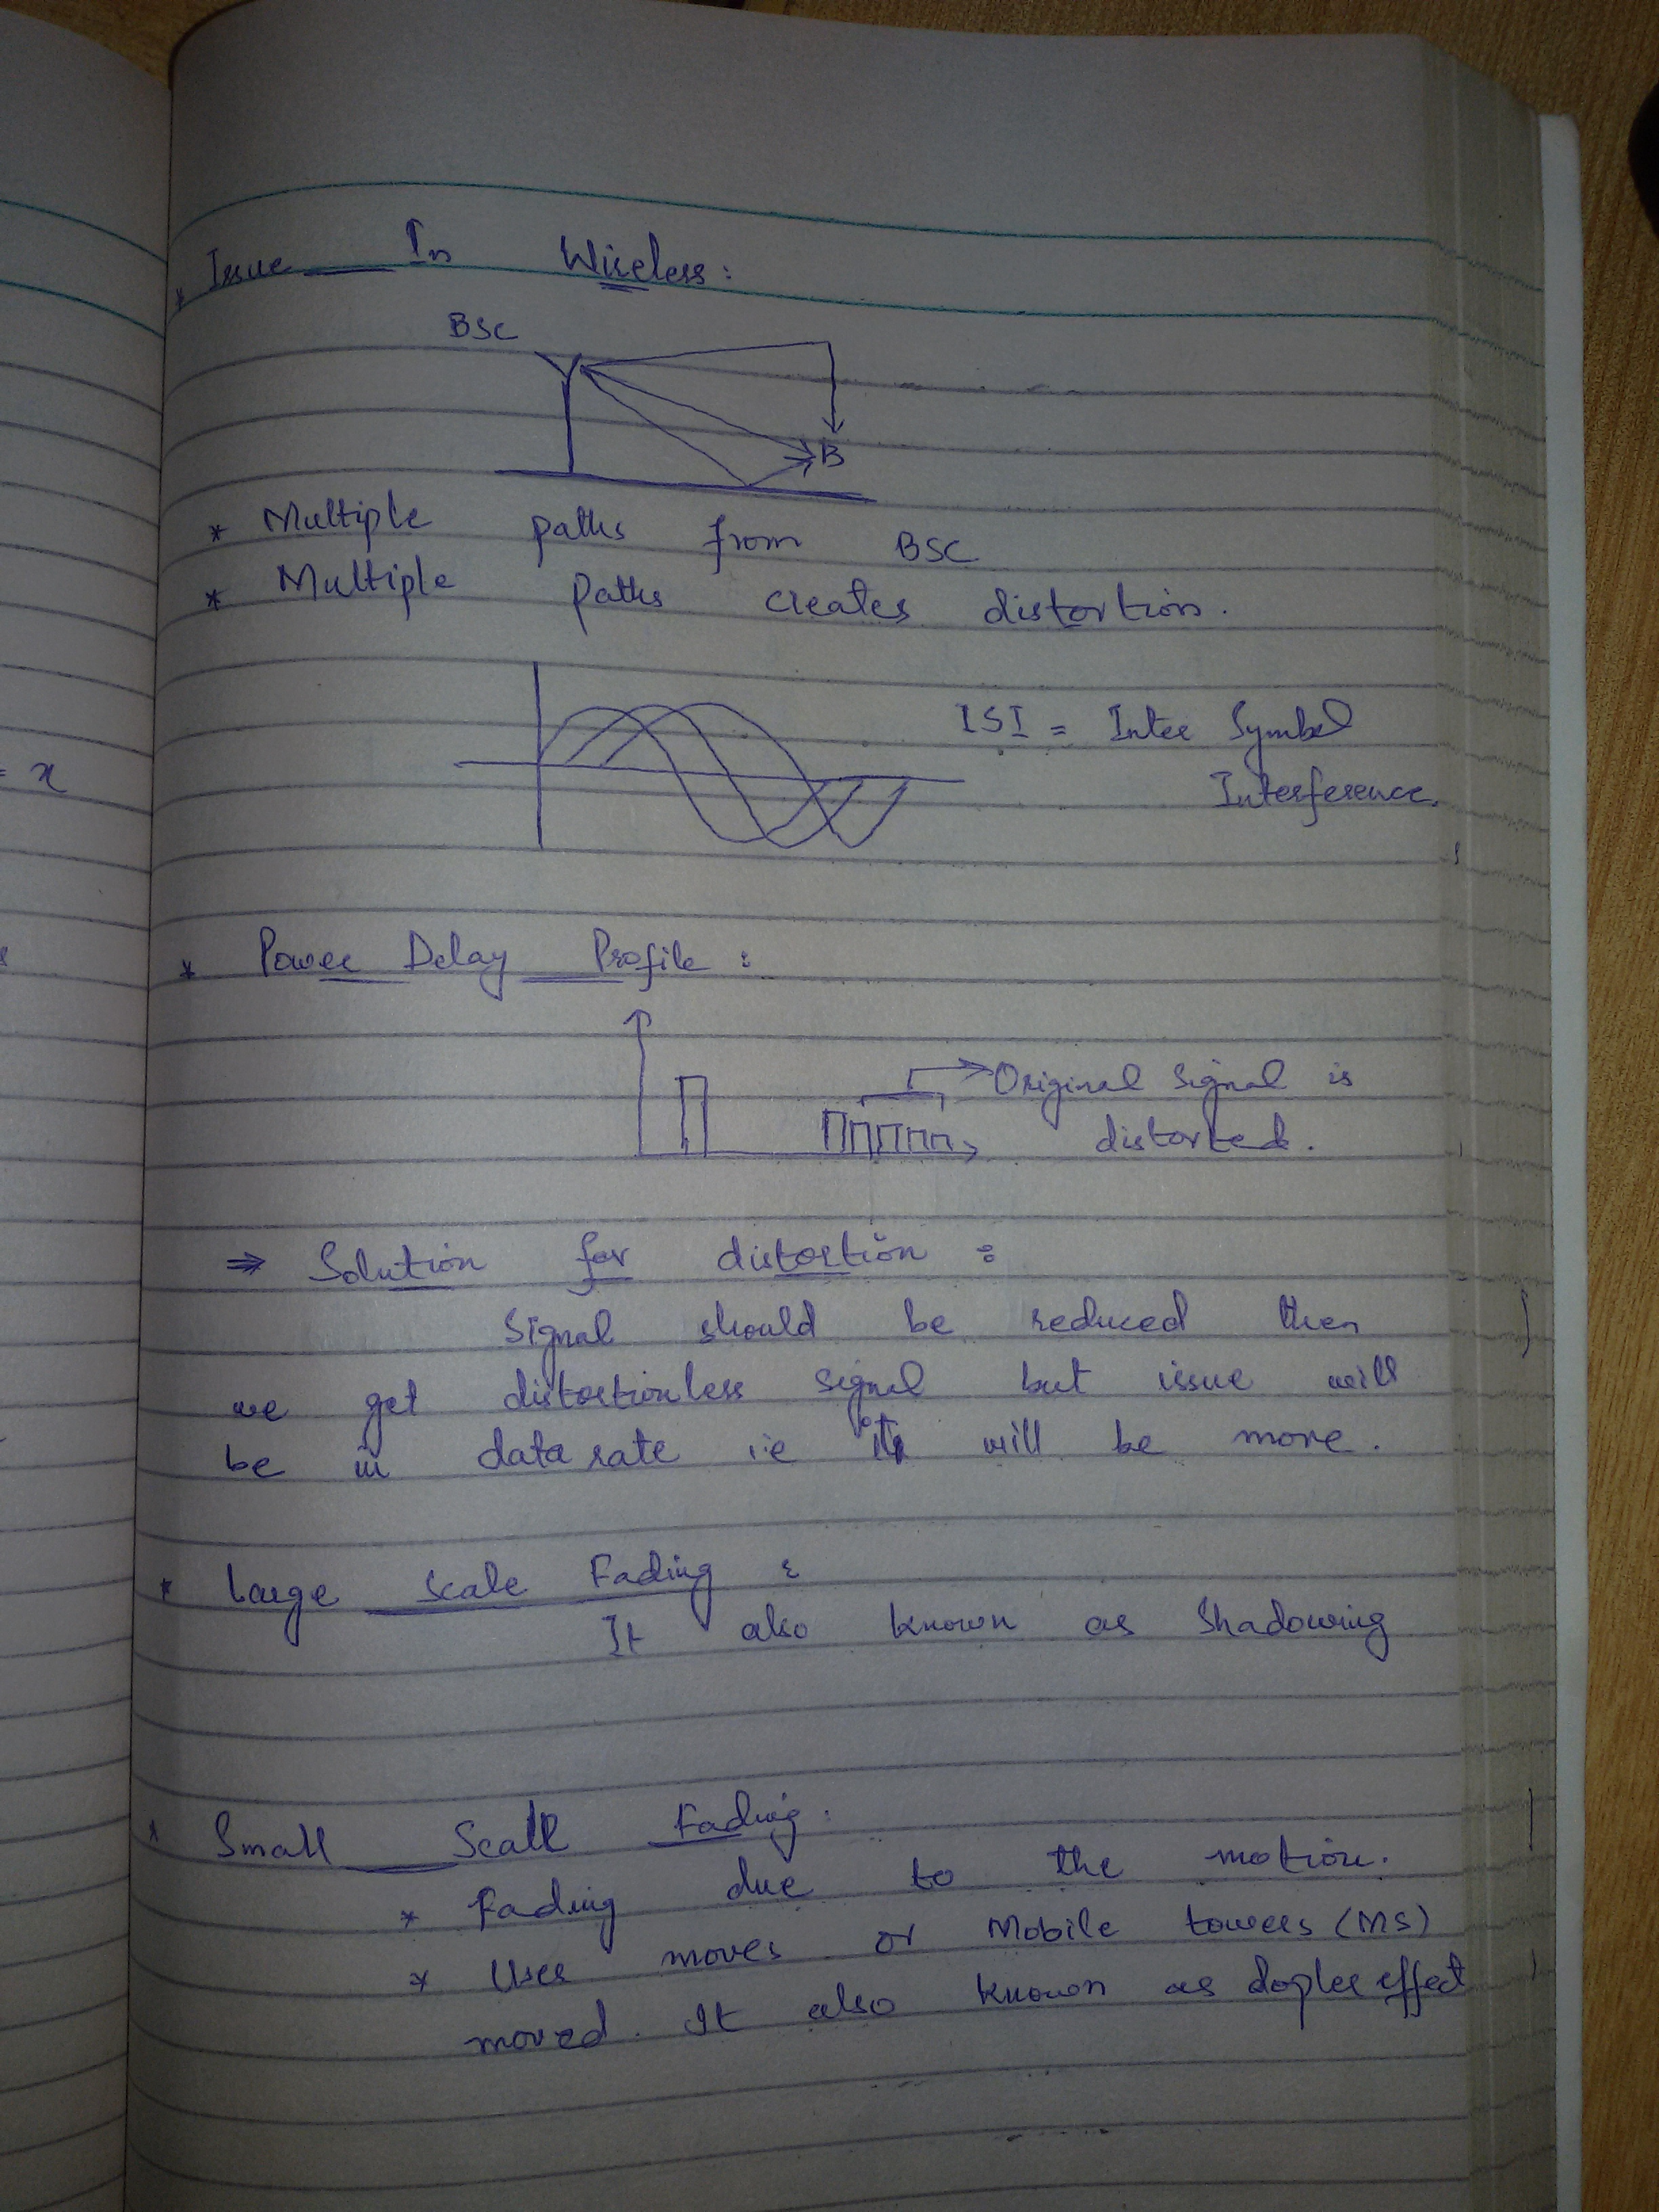 * Issue In Wireless:
BSC
B
* Multiple paths from BSC
* Multiple Paths creates distortion.
ISI = Inter Symbol
Interference.
= x
* Power Delay Profile :
Original Signal is
distorted.
⇒ Solution for distortion :
Signal should be reduced then
we get distortionless signal but issue will
be in data rate i.e it will be more.
* Large Scale Fading :
It also known as Shadowing
* Small Scale Fading:
* Fading due to the motion.
* User moves or Mobile towers (MS)
moved. It also known as dopler effect